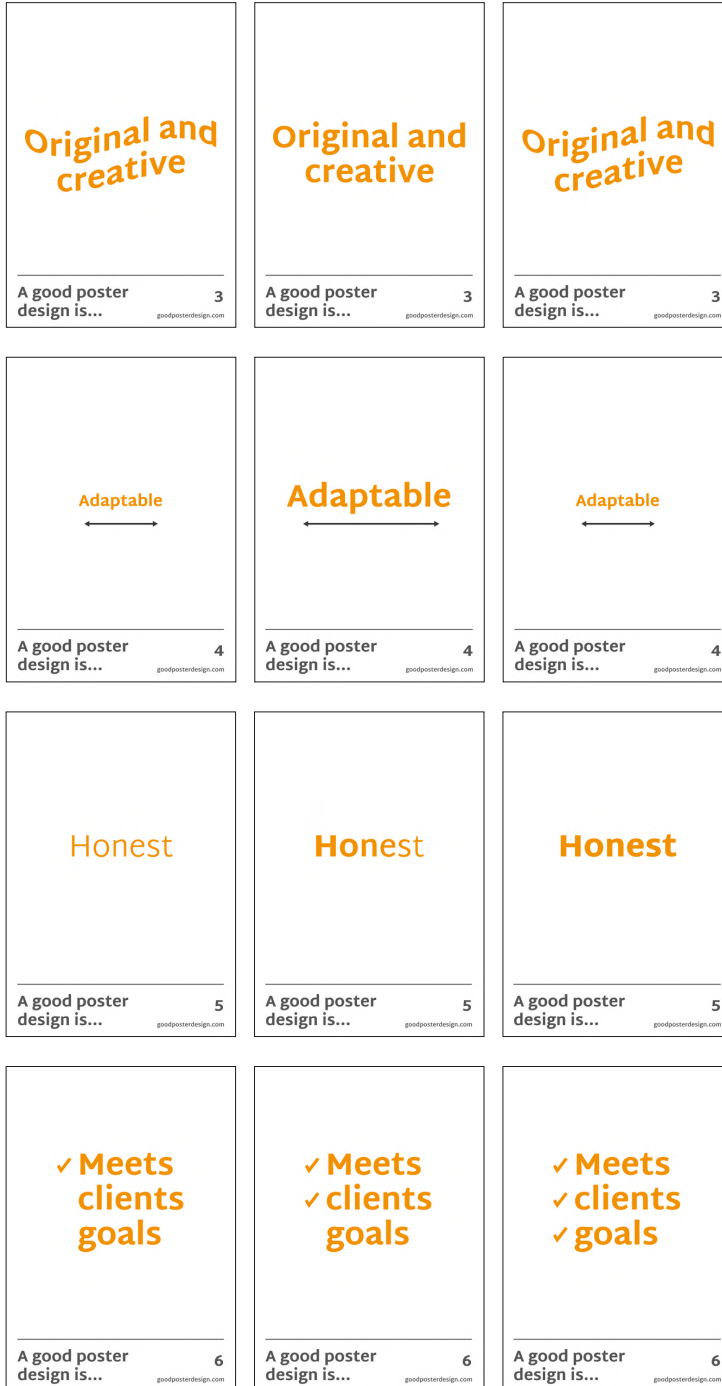 Original and
creative
A good poster
design is...
3
goodposterdesign.com
Original and
creative
A good poster
design is...
3
goodposterdesign.com
Original and
creative
A good poster
design is...
3
goodposterdesign.com
Adaptable
A good poster
design is...
4
goodposterdesign.com
Adaptable
A good poster
design is...
4
goodposterdesign.com
Adaptable
A good poster
design is...
4
goodposterdesign.com
Honest
A good poster
design is...
5
goodposterdesign.com
Honest
A good poster
design is...
5
goodposterdesign.com
Honest
A good poster
design is...
5
goodposterdesign.com
✓ Meets
clients
goals
A good poster
design is...
6
goodposterdesign.com
✓ Meets
✓ clients
goals
A good poster
design is...
6
goodposterdesign.com
✓ Meets
✓ clients
✓ goals
A good poster
design is...
6
goodposterdesign.com